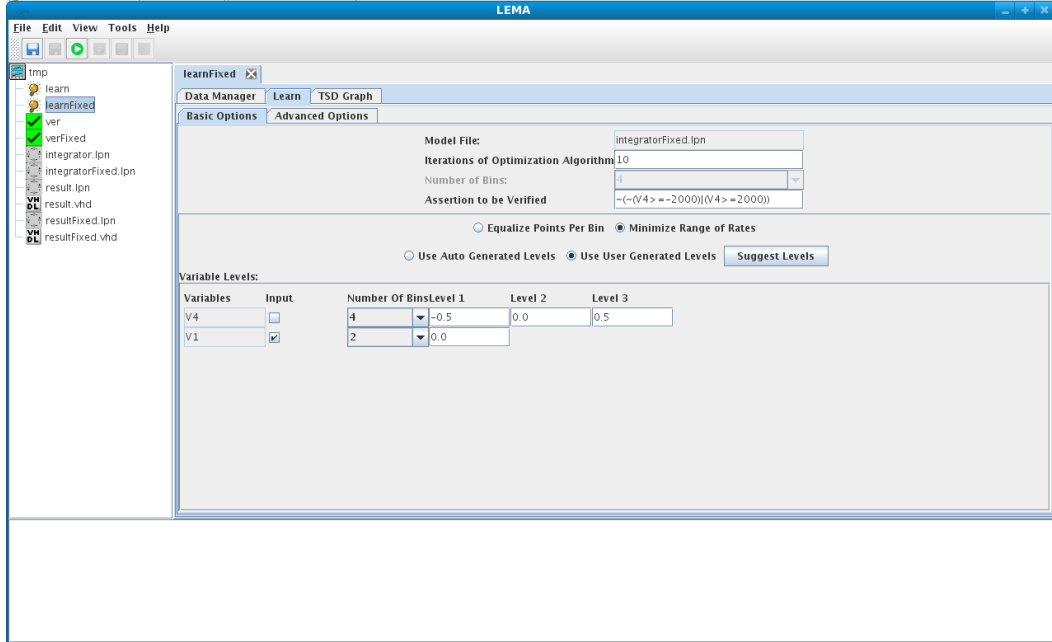 LEMA
File Edit View Tools Help
tmp
learn
learnFixed
ver
verFixed
integrator.lpn
integratorFixed.lpn
result.lpn
VH DL result.vhd
resultFixed.lpn
VH DL resultFixed.vhd
learnFixed
Data Manager Learn TSD Graph
Basic Options Advanced Options
Model File: integratorFixed.lpn
Iterations of Optimization Algorithm 10
Number of Bins: 4
Assertion to be Verified ~(~(V4>=-2000)|(V4>=2000))
Equalize Points Per Bin Minimize Range of Rates
Use Auto Generated Levels Use User Generated Levels Suggest Levels
Variable Levels:
Variables Input Number Of Bins Level 1 Level 2 Level 3
V4 4 -0.5 0.0 0.5
V1 2 0.0